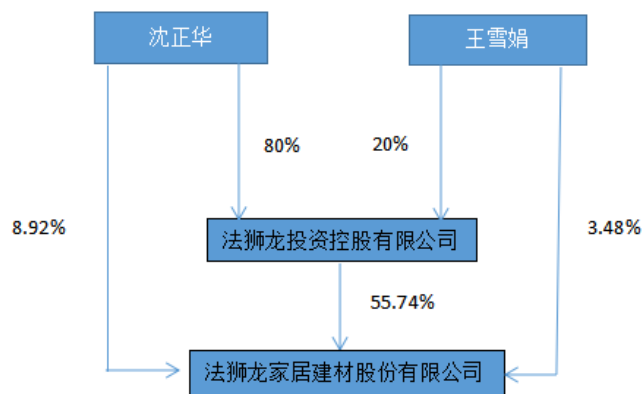 沈正华
王雪娟
80%
20%
8.92%
法狮龙投资控股有限公司
3.48%
55.74%
法狮龙家居建材股份有限公司